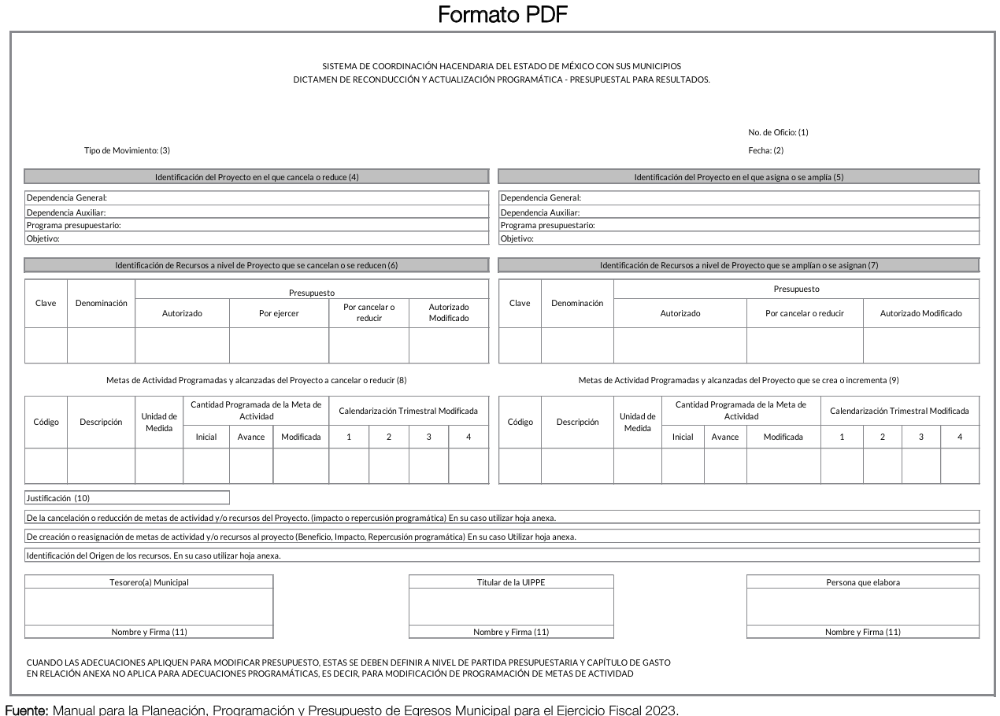 Formato PDF
SISTEMA DE COORDINACIÓN HACENDARIA DEL ESTADO DE MÉXICO CON SUS MUNICIPIOS
DICTAMEN DE RECONDUCCIÓN Y ACTUALIZACIÓN PROGRAMÁTICA - PRESUPUESTAL PARA RESULTADOS.
No. de Oficio: (1)
Tipo de Movimiento: (3)
Fecha: (2)
Identificación del Proyecto en el que cancela o reduce (4)
Dependencia General:
Dependencia Auxiliar:
Programa presupuestario:
Objetivo:
Identificación del Proyecto en el que asigna o se amplía (5)
Dependencia General:
Dependencia Auxiliar:
Programa presupuestario:
Objetivo:
Identificación de Recursos a nivel de Proyecto que se cancelan o se reducen (6)
Clave
Denominación
Presupuesto
Autorizado
Por ejercer
Por cancelar o
reducir
Autorizado
Modificado
Identificación de Recursos a nivel de Proyecto que se amplían o se asignan (7)
Clave
Denominación
Presupuesto
Autorizado
Por cancelar o reducir
Autorizado Modificado
Metas de Actividad Programadas y alcanzadas del Proyecto a cancelar o reducir (8)
Código
Descripción
Unidad de
Medida
Cantidad Programada de la Meta de
Actividad
Inicial
Avance
Modificada
Calendarización Trimestral Modificada
1
2
3
4
Metas de Actividad Programadas y alcanzadas del Proyecto que se crea o incrementa (9)
Código
Descripción
Unidad de
Medida
Cantidad Programada de la Meta de
Actividad
Inicial
Avance
Modificada
Calendarización Trimestral Modificada
1
2
3
4
Justificación (10)
De la cancelación o reducción de metas de actividad y/o recursos del Proyecto. (impacto o repercusión programática) En su caso utilizar hoja anexa.
De creación o reasignación de metas de actividad y/o recursos al proyecto (Beneficio, Impacto, Repercusión programática) En su caso Utilizar hoja anexa.
Identificación del Origen de los recursos. En su caso utilizar hoja anexa.
Tesorero(a) Municipal
Nombre y Firma (11)
Titular de la UIPPE
Nombre y Firma (11)
Persona que elabora
Nombre y Firma (11)
CUANDO LAS ADECUACIONES APLIQUEN PARA MODIFICAR PRESUPUESTO, ESTAS SE DEBEN DEFINIR A NIVEL DE PARTIDA PRESUPUESTARIA Y CAPÍTULO DE GASTO
EN RELACIÓN ANEXA NO APLICA PARA ADECUACIONES PROGRAMÁTICAS, ES DECIR, PARA MODIFICACIÓN DE PROGRAMACIÓN DE METAS DE ACTIVIDAD
Fuente: Manual para la Planeación, Programación y Presupuesto de Egresos Municipal para el Ejercicio Fiscal 2023.